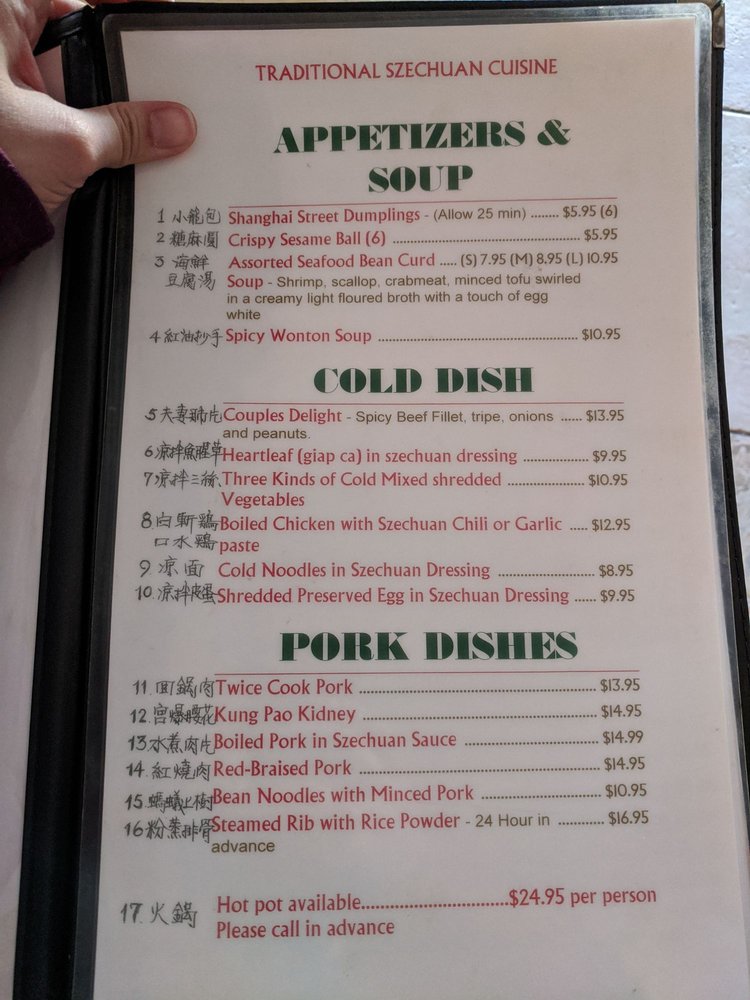 TRADITIONAL SZECHUAN CUISINE
APPETIZERS &
SOUP
1 小籠包 Shanghai Street Dumplings - (Allow 25 min) ........ $5.95 (6)
2 糖麻圓 Crispy Sesame Ball (6) ................................................ $5.95
3 海鮮 Assorted Seafood Bean Curd ..... (S) 7.95 (M) 8.95 (L) 10.95
豆腐湯 Soup - Shrimp, scallop, crabmeat, minced tofu swirled
in a creamy light floured broth with a touch of egg
white
4 紅油抄手 Spicy Wonton Soup .................................................... $10.95
COLD DISH
5 夫妻肺片 Couples Delight - Spicy Beef Fillet, tripe, onions ...... $13.95
and peanuts.
6 凉拌魚腥草 Heartleaf (giap ca) in szechuan dressing .................. $9.95
7 凉拌三絲 Three Kinds of Cold Mixed shredded ...................... $10.95
Vegetables
8 白斬鷄 Boiled Chicken with Szechuan Chili or Garlic ..... $12.95
口水鷄 paste
9. 凉面 Cold Noodles in Szechuan Dressing .......................... $8.95
10. 凉拌皮蛋 Shredded Preserved Egg in Szechuan Dressing ...... $9.95
PORK DISHES
11. 回鍋肉 Twice Cook Pork ............................................................ $13.95
12. 宫爆腰花 Kung Pao Kidney ............................................................ $14.95
13. 水煮肉片 Boiled Pork in Szechuan Sauce .................................. $14.99
14. 紅燒肉 Red-Braised Pork ............................................................ $14.95
15. 螞蟻上樹 Bean Noodles with Minced Pork .............................. $10.95
16 粉蒸排骨 Steamed Rib with Rice Powder - 24 Hour in ............ $16.95
advance
17. 火鍋 Hot pot available................................$24.95 per person
Please call in advance